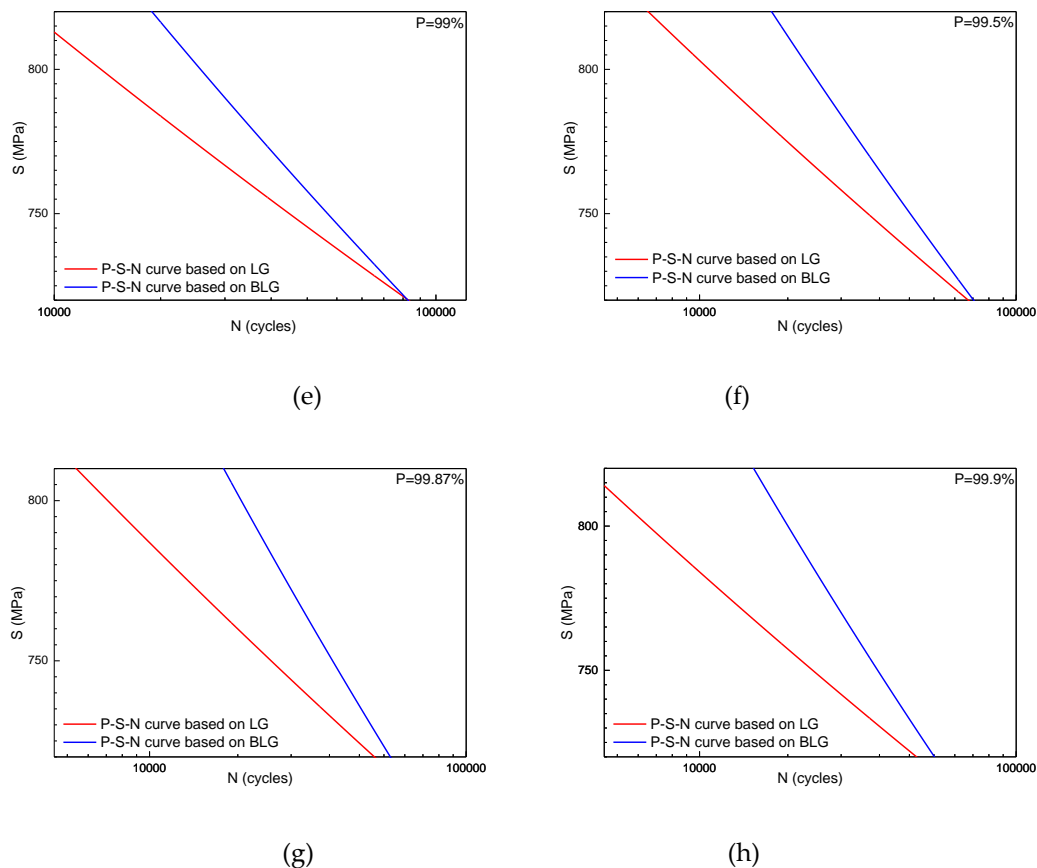 P=99%
800
S (MPa)
750
P-S-N curve based on LG
P-S-N curve based on BLG
10000
100000
N (cycles)
(e)
P=99.5%
800
S (MPa)
750
P-S-N curve based on LG
P-S-N curve based on BLG
10000
100000
N (cycles)
(f)
P=99.87%
800
S (MPa)
750
P-S-N curve based on LG
P-S-N curve based on BLG
10000
100000
N (cycles)
(g)
P=99.9%
800
S (MPa)
750
P-S-N curve based on LG
P-S-N curve based on BLG
10000
100000
N (cycles)
(h)